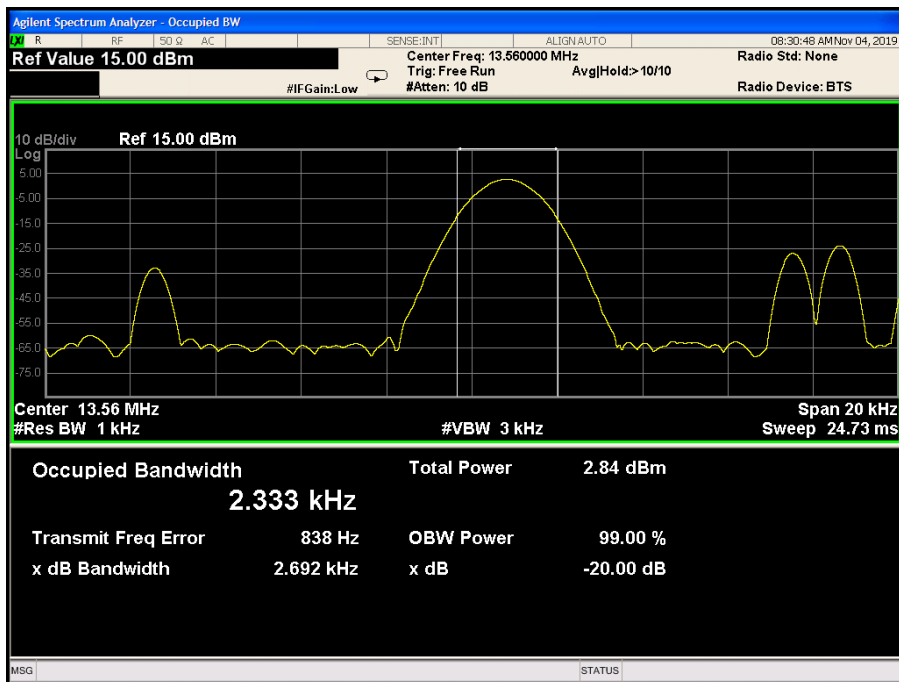 Agilent Spectrum Analyzer - Occupied BW
LXI R RF 50 Ω AC SENSE:INT ALIGN AUTO 08:30:48 AM Nov 04, 2019
Ref Value 15.00 dBm Center Freq: 13.560000 MHz Radio Std: None
Trig: Free Run Avg|Hold:>10/10
#IFGain:Low #Atten: 10 dB Radio Device: BTS
10 dB/div Ref 15.00 dBm
Log
5.00
-5.00
-15.0
-25.0
-35.0
-45.0
-55.0
-65.0
-75.0
Center 13.56 MHz Span 20 kHz
#Res BW 1 kHz #VBW 3 kHz Sweep 24.73 ms
Occupied Bandwidth Total Power 2.84 dBm
2.333 kHz
Transmit Freq Error 838 Hz OBW Power 99.00 %
x dB Bandwidth 2.692 kHz x dB -20.00 dB
MSG STATUS